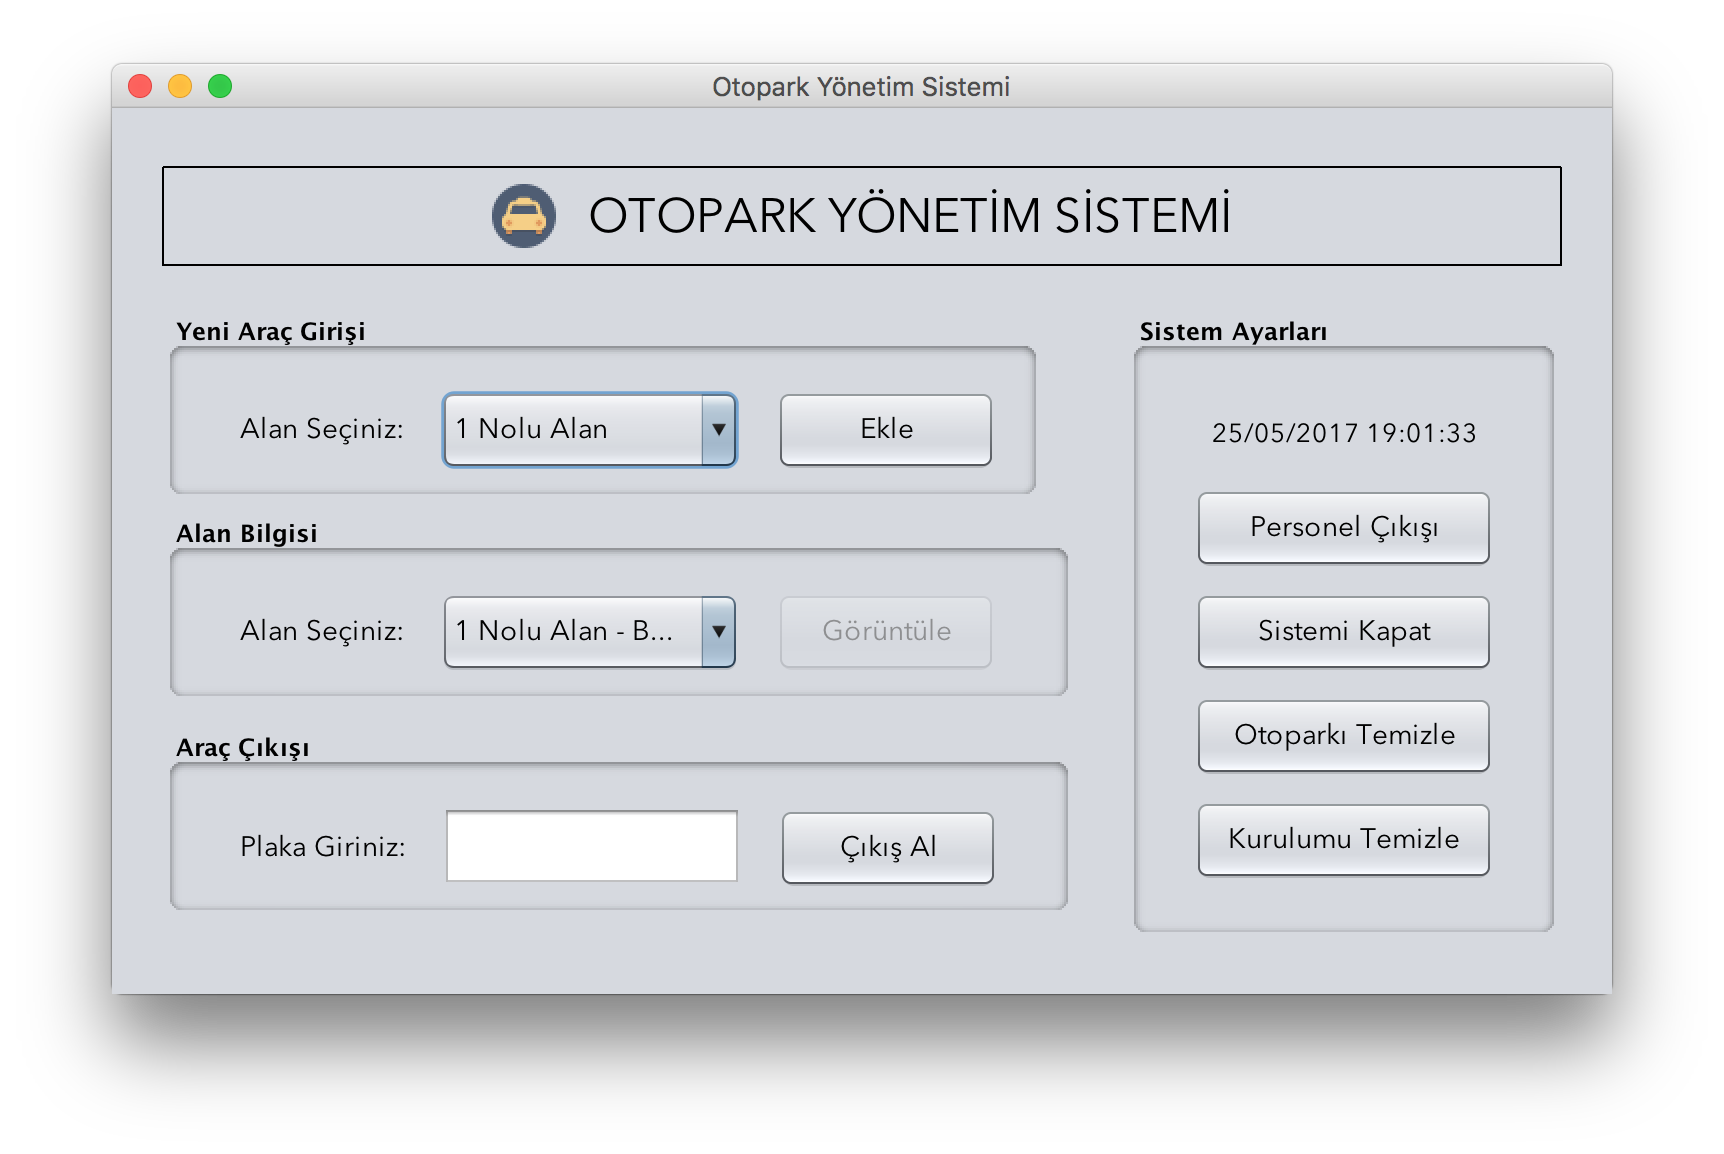 Otopark Yönetim Sistemi
OTOPARK YÖNETİM SİSTEMİ
Yeni Araç Girişi
Alan Seçiniz:
1 Nolu Alan
Ekle
Alan Bilgisi
Alan Seçiniz:
1 Nolu Alan - B...
Görüntüle
Araç Çıkışı
Plaka Giriniz:
Çıkış Al
Sistem Ayarları
25/05/2017 19:01:33
Personel Çıkışı
Sistemi Kapat
Otoparkı Temizle
Kurulumu Temizle